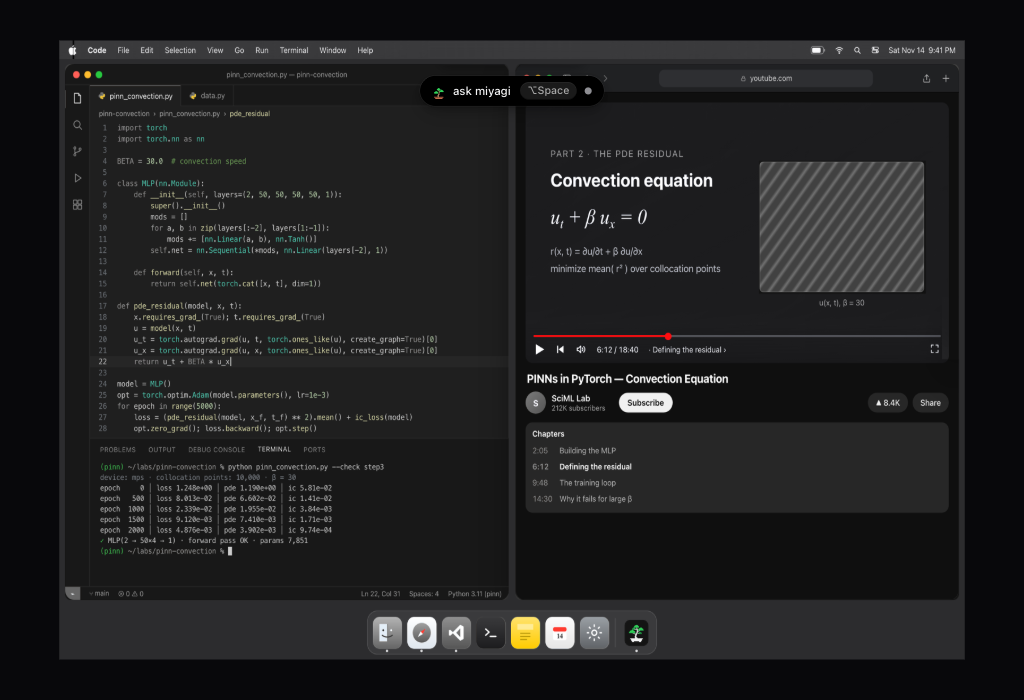 Code File Edit Selection View Go Run Terminal Window Help
Sat Nov 14 9:41 PM
pinn_convection.py — pinn-convection
ask miyagi ⌥Space
pinn_convection.py data.py
pinn-convection › pinn_convection.py › pde_residual
1 import torch
2 import torch.nn as nn
3
4 BETA = 30.0 # convection speed
5
6 class MLP(nn.Module):
7 def __init__(self, layers=(2, 50, 50, 50, 50, 1)):
8 super().__init__()
9 mods = []
10 for a, b in zip(layers[:-2], layers[1:-1]):
11 mods += [nn.Linear(a, b), nn.Tanh()]
12 self.net = nn.Sequential(*mods, nn.Linear(layers[-2], 1))
13
14 def forward(self, x, t):
15 return self.net(torch.cat([x, t], dim=1))
16
17 def pde_residual(model, x, t):
18 x.requires_grad_(True); t.requires_grad_(True)
19 u = model(x, t)
20 u_t = torch.autograd.grad(u, t, torch.ones_like(u), create_graph=True)[0]
21 u_x = torch.autograd.grad(u, x, torch.ones_like(u), create_graph=True)[0]
22 return u_t + BETA * u_x
23
24 model = MLP()
25 opt = torch.optim.Adam(model.parameters(), lr=1e-3)
26 for epoch in range(5000):
27 loss = (pde_residual(model, x_f, t_f) ** 2).mean() + ic_loss(model)
28 opt.zero_grad(); loss.backward(); opt.step()
PROBLEMS OUTPUT DEBUG CONSOLE TERMINAL PORTS
(pinn) ~/labs/pinn-convection % python pinn_convection.py --check step3
device: mps · collocation points: 10,000 · β = 30
epoch 0 | loss 1.248e+00 | pde 1.190e+00 | ic 5.81e-02
epoch 500 | loss 8.013e-02 | pde 6.602e-02 | ic 1.41e-02
epoch 1000 | loss 2.339e-02 | pde 1.955e-02 | ic 3.84e-03
epoch 1500 | loss 9.120e-03 | pde 7.410e-03 | ic 1.71e-03
epoch 2000 | loss 4.876e-03 | pde 3.902e-03 | ic 9.74e-04
✓ MLP(2 → 50×4 → 1) · forward pass OK · params 7,851
(pinn) ~/labs/pinn-convection %
main 0 0 Ln 22, Col 31 Spaces: 4 Python 3.11 (pinn)
youtube.com
PART 2 · THE PDE RESIDUAL
Convection equation
u_t + β u_x = 0
r(x, t) = ∂u/∂t + β ∂u/∂x
minimize mean( r² ) over collocation points
u(x, t), β = 30
6:12 / 18:40 · Defining the residual ›
PINNs in PyTorch — Convection Equation
S
SciML Lab
212K subscribers
Subscribe
▲ 8.4K
Share
Chapters
2:05 Building the MLP
6:12 Defining the residual
9:48 The training loop
14:30 Why it fails for large β
14